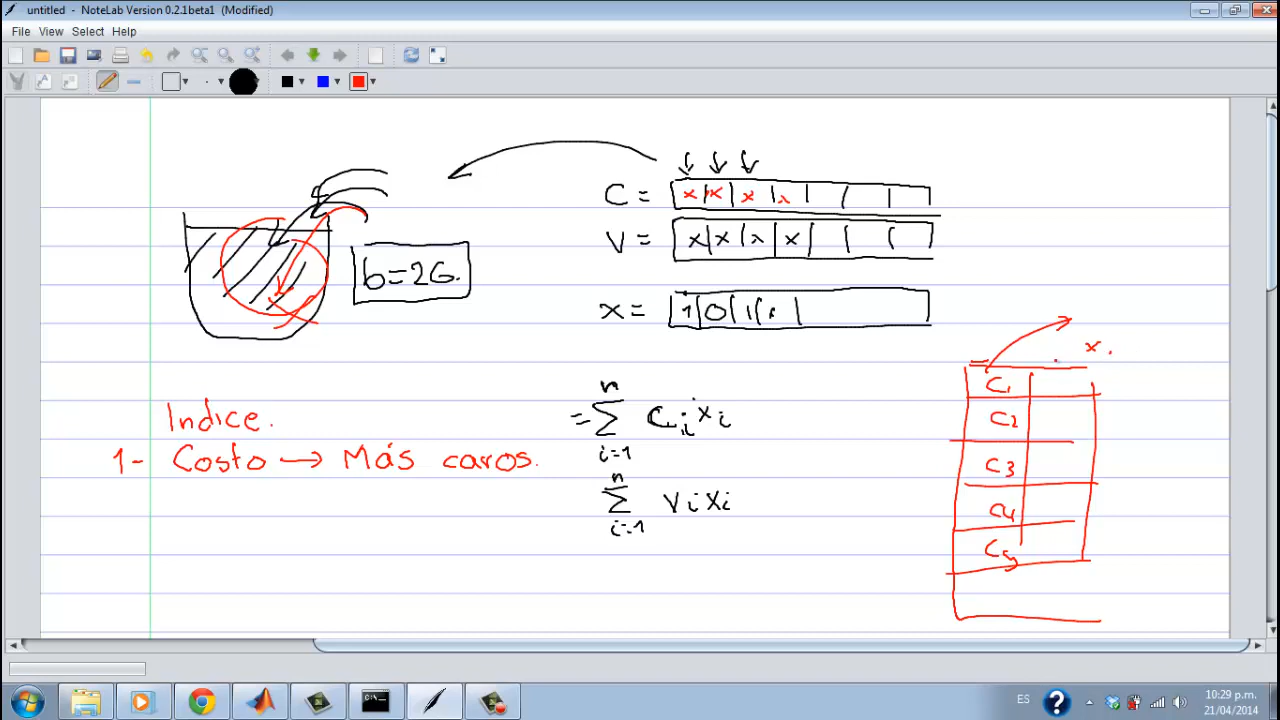 untitled - NoteLab Version 0.2.1beta1 (Modified)
File View Select Help
C = x x x x
V = x x x x
b=26.
x = 1 0 1
x.
n
= Σ Ci xi
i=1
n
Σ Vi xi
i=1
Indice.
1- Costo → Más caros.
C1
C2
C3
C4
C5
ES
10:29 p.m.
21/04/2014